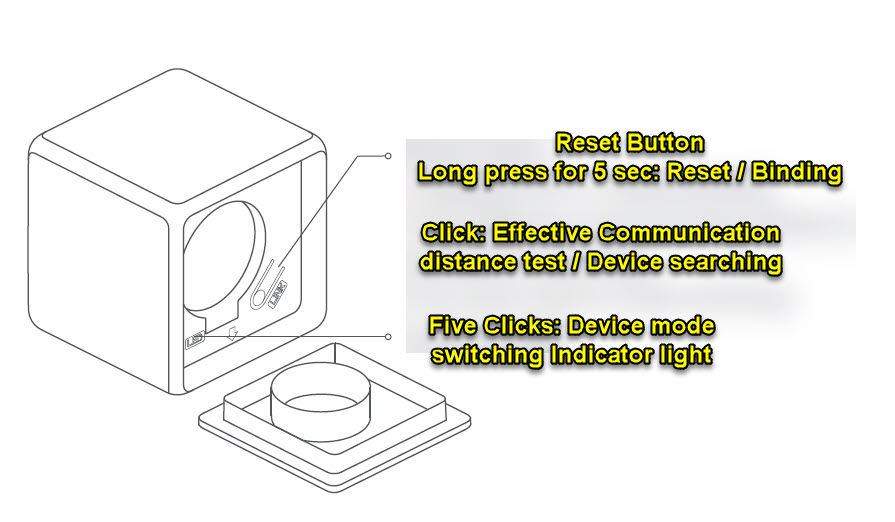 Reset Button
Long press for 5 sec: Reset / Binding
Click: Effective Communication
distance test / Device searching
LINK
Five Clicks: Device mode
switching Indicator light